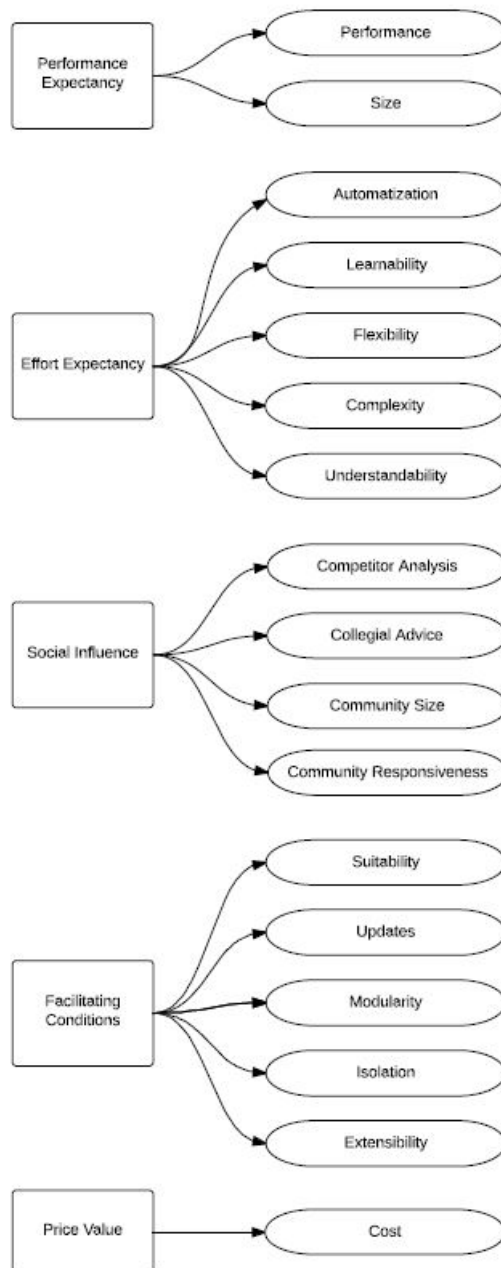 Performance
Expectancy
Performance
Size
Effort Expectancy
Automatization
Learnability
Flexibility
Complexity
Understandability
Social Influence
Competitor Analysis
Collegial Advice
Community Size
Community Responsiveness
Facilitating
Conditions
Suitability
Updates
Modularity
Isolation
Extensibility
Price Value
Cost